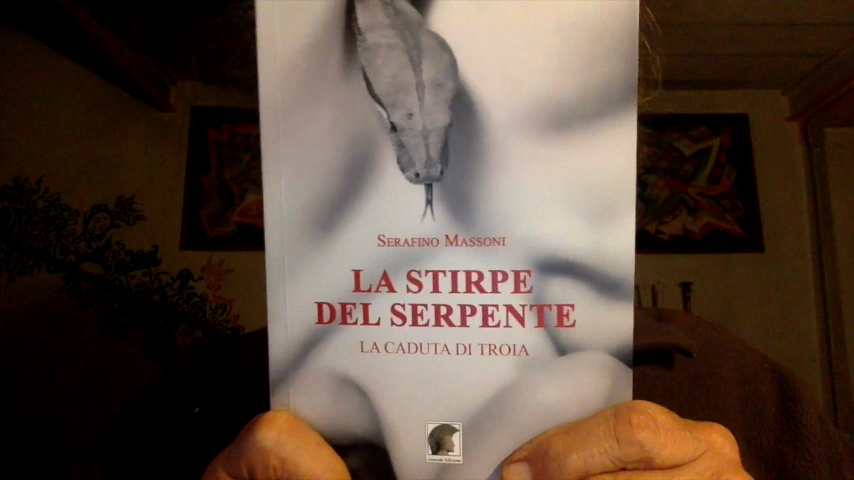 SERAFINO MASSONI
LA STIRPE
DEL SERPENTE
LA CADUTA DI TROIA